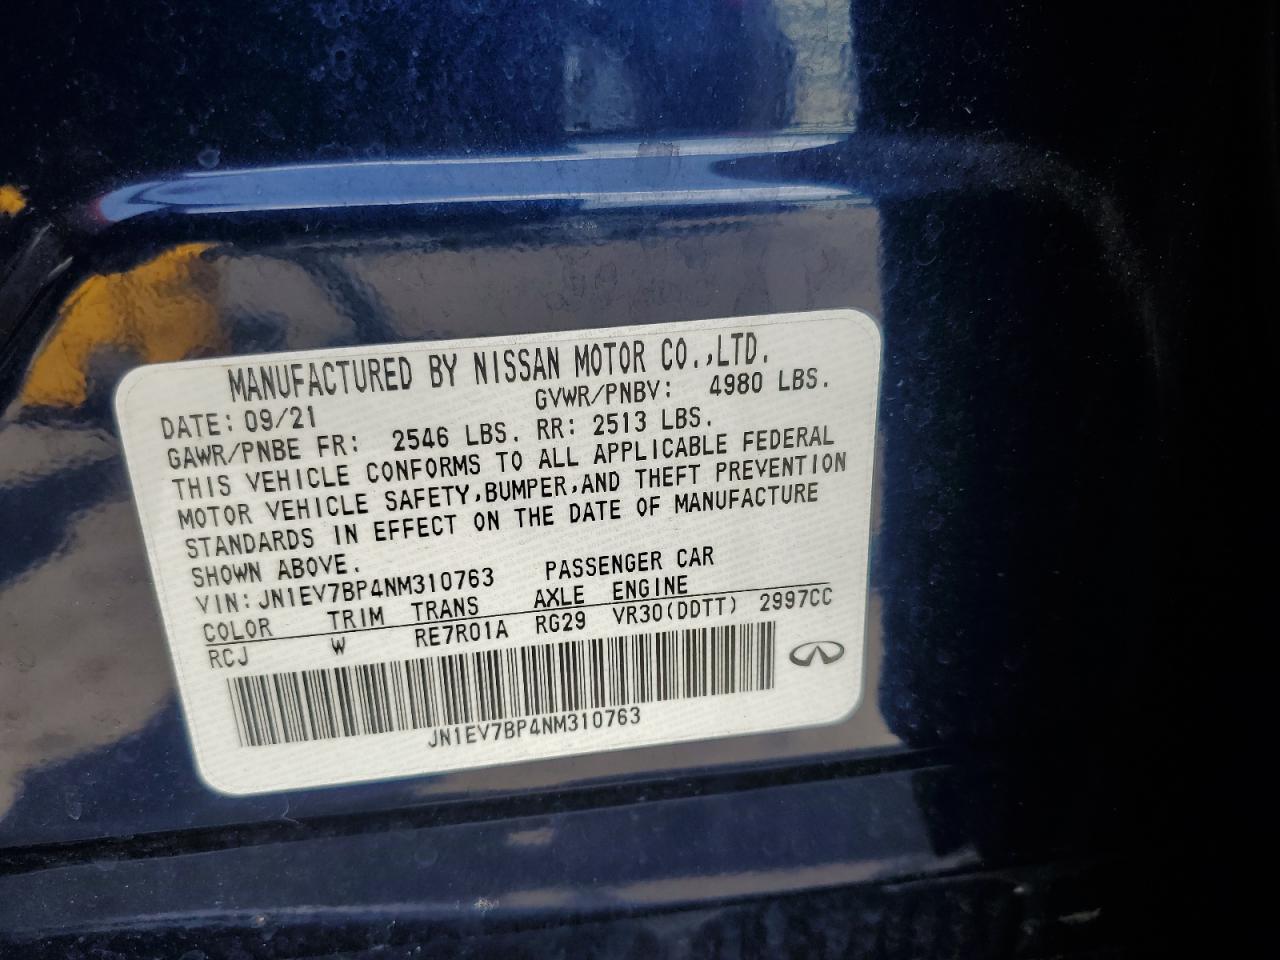 MANUFACTURED BY NISSAN MOTOR CO.,LTD.
DATE: 09/21 GVWR/PNBV: 4980 LBS.
GAWR/PNBE FR: 2546 LBS. RR: 2513 LBS.
THIS VEHICLE CONFORMS TO ALL APPLICABLE FEDERAL
MOTOR VEHICLE SAFETY,BUMPER,AND THEFT PREVENTION
STANDARDS IN EFFECT ON THE DATE OF MANUFACTURE
SHOWN ABOVE.
VIN: JN1EV7BP4NM310763 PASSENGER CAR
COLOR TRIM TRANS AXLE ENGINE
RCJ W RE7R01A RG29 VR30(DDTT) 2997CC
JN1EV7BP4NM310763